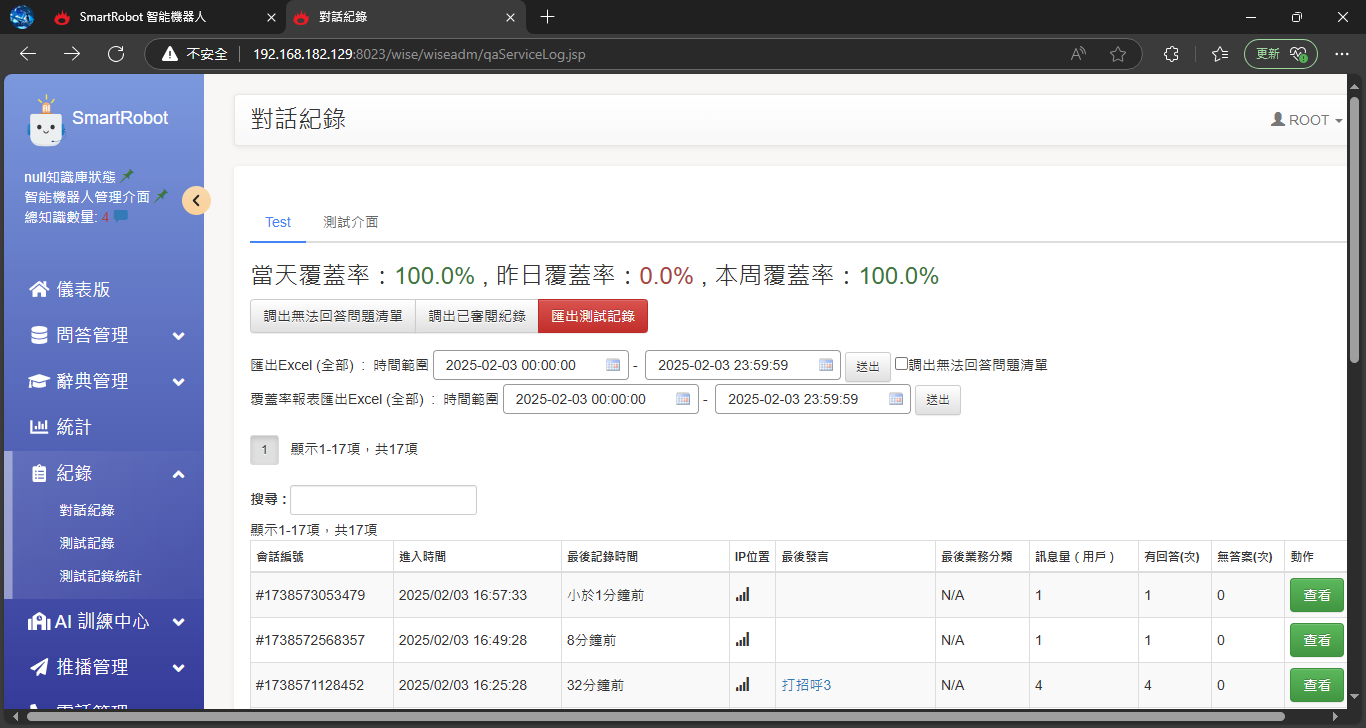 SmartRobot 智能機器人
對話紀錄
不安全
192.168.182.129:8023/wise/wiseadm/qaServiceLog.jsp
更新
SmartRobot
null知識庫狀態
智能機器人管理介面
總知識數量: 4
儀表版
問答管理
辭典管理
統計
紀錄
對話紀錄
測試記錄
測試記錄統計
AI 訓練中心
推播管理
對話紀錄
ROOT
Test 測試介面
當天覆蓋率：100.0% , 昨日覆蓋率：0.0% , 本周覆蓋率：100.0%
調出無法回答問題清單 調出已審閱紀錄 匯出測試記錄
匯出Excel (全部) ： 時間範圍 2025-02-03 00:00:00 - 2025-02-03 23:59:59 送出 調出無法回答問題清單
覆蓋率報表匯出Excel (全部) ： 時間範圍 2025-02-03 00:00:00 - 2025-02-03 23:59:59 送出
1 顯示1-17項，共17項
搜尋：
顯示1-17項，共17項
會話編號 進入時間 最後記錄時間 IP位置 最後發言 最後業務分類 訊息量（用戶） 有回答(次) 無答案(次) 動作
#1738573053479 2025/02/03 16:57:33 小於1分鐘前 N/A 1 1 0 查看
#1738572568357 2025/02/03 16:49:28 8分鐘前 N/A 1 1 0 查看
#1738571128452 2025/02/03 16:25:28 32分鐘前 打招呼3 N/A 4 4 0 查看